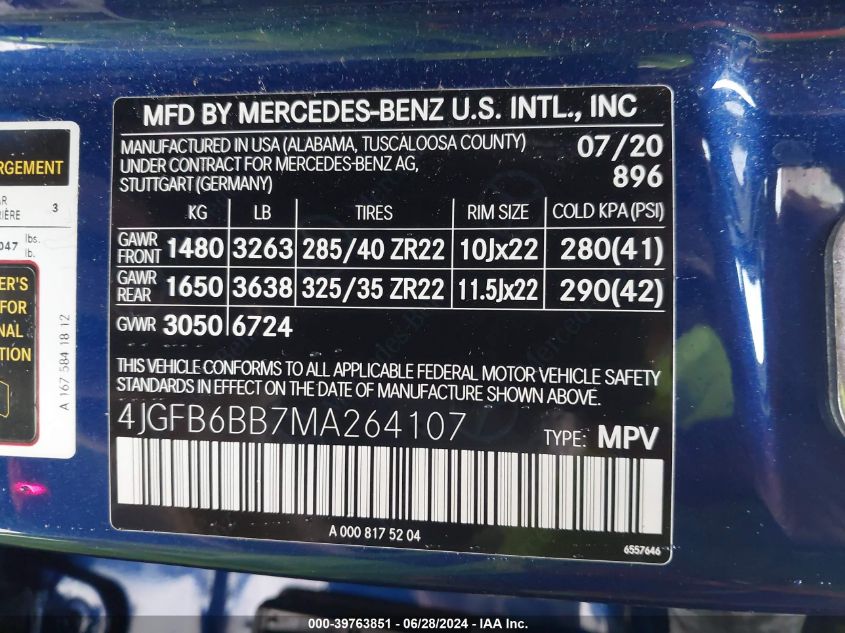 MFD BY MERCEDES-BENZ U.S. INTL., INC
MANUFACTURED IN USA (ALABAMA, TUSCALOOSA COUNTY)
UNDER CONTRACT FOR MERCEDES-BENZ AG,
STUTTGART (GERMANY)
07/20
896
KG LB TIRES RIM SIZE COLD KPA (PSI)
GAWR FRONT 1480 3263 285/40 ZR22 10Jx22 280(41)
GAWR REAR 1650 3638 325/35 ZR22 11.5Jx22 290(42)
GVWR 3050 6724
THIS VEHICLE CONFORMS TO ALL APPLICABLE FEDERAL MOTOR VEHICLE SAFETY
STANDARDS IN EFFECT ON THE DATE OF MANUFACTURE SHOWN ABOVE.
4JGFB6BB7MA264107 TYPE: MPV
A 000 817 52 04
6557646
RGEMENT
3
047 lbs.
lb.
FOR
A 167 584 18 12
000-39763851 | 06/28/2024 - IAA Inc.